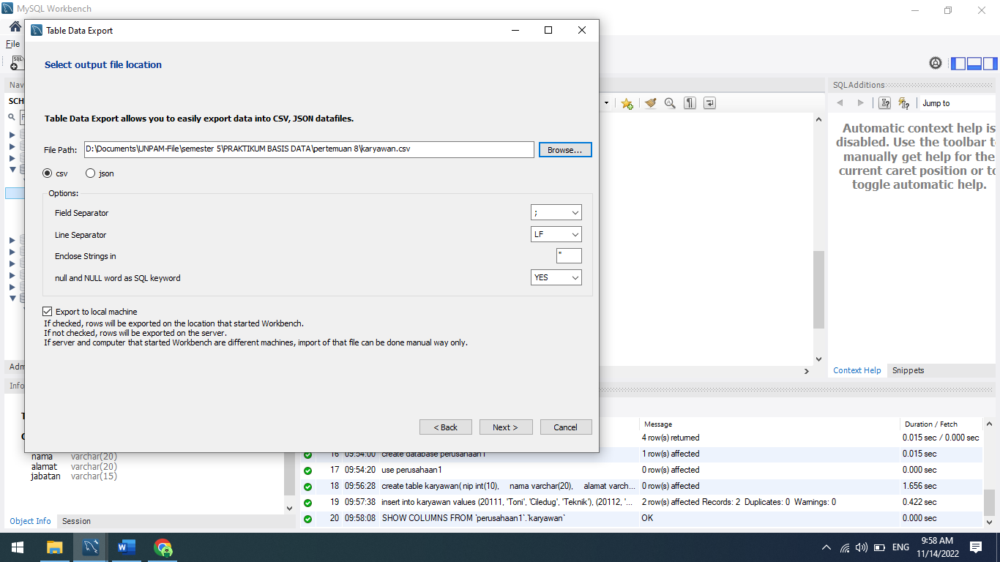 MySQL Workbench
Table Data Export
File
SQL
Select output file location
Nav
SCH
F
Table Data Export allows you to easily export data into CSV, JSON datafiles.
File Path:
D:\Documents\UNPAM-File\semester 5\PRAKTIKUM BASIS DATA\pertemuan 8\karyawan.csv
Browse...
csv
json
Options:
Field Separator
;
Line Separator
LF
Enclose Strings in
"
null and NULL word as SQL keyword
YES
Export to local machine
If checked, rows will be exported on the location that started Workbench.
If not checked, rows will be exported on the server.
If server and computer that started Workbench are different machines, import of that file can be done manual way only.
< Back
Next >
Cancel
SQLAdditions
Jump to
Automatic context help is
disabled. Use the toolbar t
manually get help for the
current caret position or to
toggle automatic help.
Context Help
Snippets
Adm
Info
nama varchar(20)
alamat varchar(20)
jabatan varchar(15)
Object Info
Session
Message
Duration / Fetch
4 row(s) returned 0.015 sec / 0.000 sec
16 09:54:00 create database perusahaan1 1 row(s) affected 0.015 sec
17 09:54:20 use perusahaan1 0 row(s) affected 0.000 sec
18 09:56:28 create table karyawan( nip int(10), nama varchar(20), alamat varch... 0 row(s) affected 1.656 sec
19 09:57:38 insert into karyawan values (20111, 'Toni', 'Ciledug', 'Teknik'), (20112, '... 2 row(s) affected Records: 2 Duplicates: 0 Warnings: 0 0.422 sec
20 09:58:08 SHOW COLUMNS FROM `perusahaan1`.`karyawan` OK 0.000 sec
ENG
9:58 AM
11/14/2022